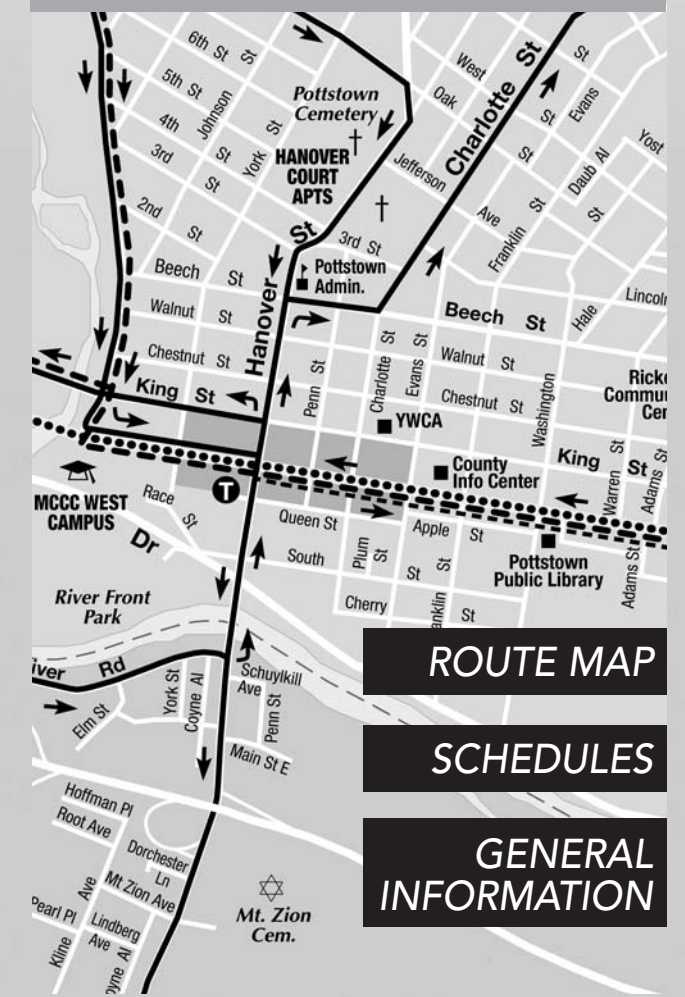 6th St
St
5th St
Johnson
4th
St
3rd
St
York
St
2nd
St
Pottstown
Cemetery
HANOVER
COURT
APTS
West
St
Oak
St
Evans
St
Charlotte St
Jefferson
Ave
Daub Al
St
Yost
Franklin St
3rd St
Hanover St
Pottstown
Admin.
Beech St
Walnut St
Chestnut St
King St
Beech St
Lincoln
Hale
Penn St
Charlotte St
Evans St
Walnut St
Chestnut St
Washington
Ricke
Commu
Cen
YWCA
County
Info Center
King St
Warren St
Adams St
T
MCCC WEST
CAMPUS
Race St
Dr
Queen St
South
Plum St
Apple St
St
Cherry St
anklin
Pottstown
Public Library
Adams St
River Front
Park
iver Rd
Elm St
York St
Coyne Al
Schuylkill
Ave
Penn St
Main St E
ROUTE MAP
SCHEDULES
GENERAL
INFORMATION
Hoffman Pl
Root Ave
Dorchester
Ln
Mt Zion Ave
Pearl Pl
Lindberg
Ave
Kline Ave
oyne Al
Mt. Zion
Cem.